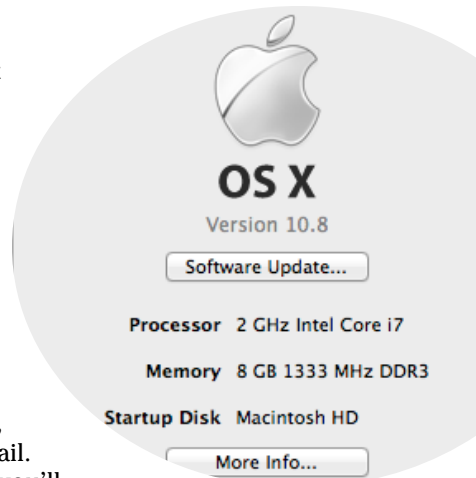 OS X
Version 10.8
Software Update...
Processor 2 GHz Intel Core i7
Memory 8 GB 1333 MHz DDR3
Startup Disk Macintosh HD
More Info...